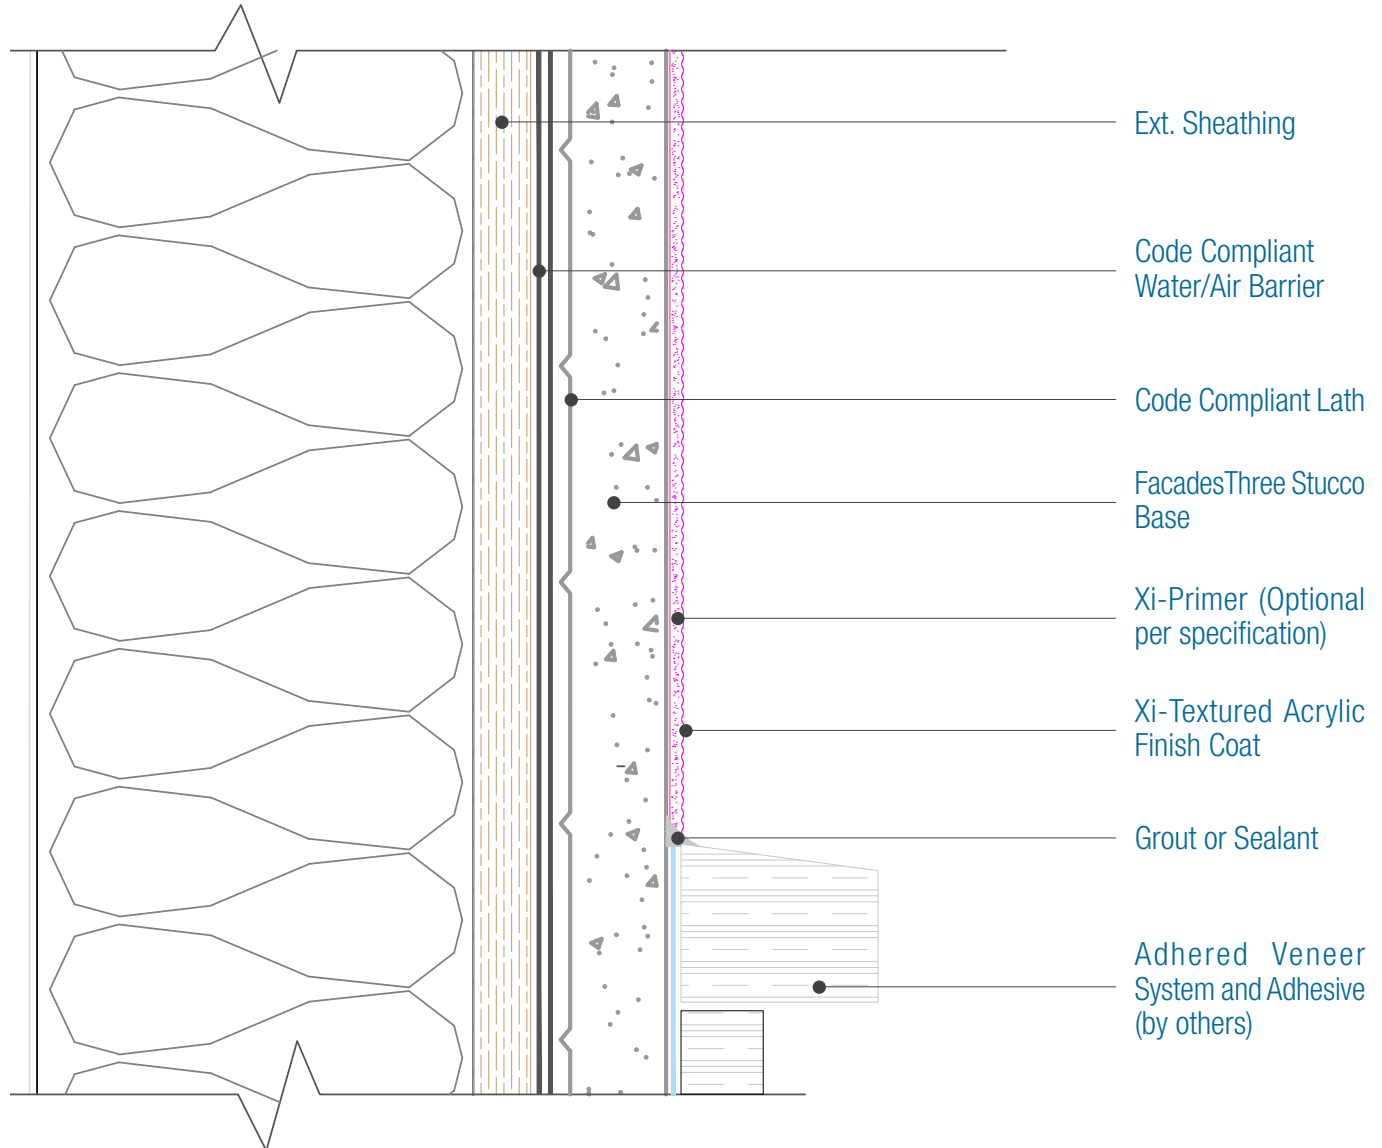 Ext. Sheathing
Code Compliant
Water/Air Barrier
Code Compliant Lath
FacadesThree Stucco
Base
Xi-Primer (Optional
per specification)
Xi-Textured Acrylic
Finish Coat
Grout or Sealant
Adhered Veneer
System and Adhesive
(by others)